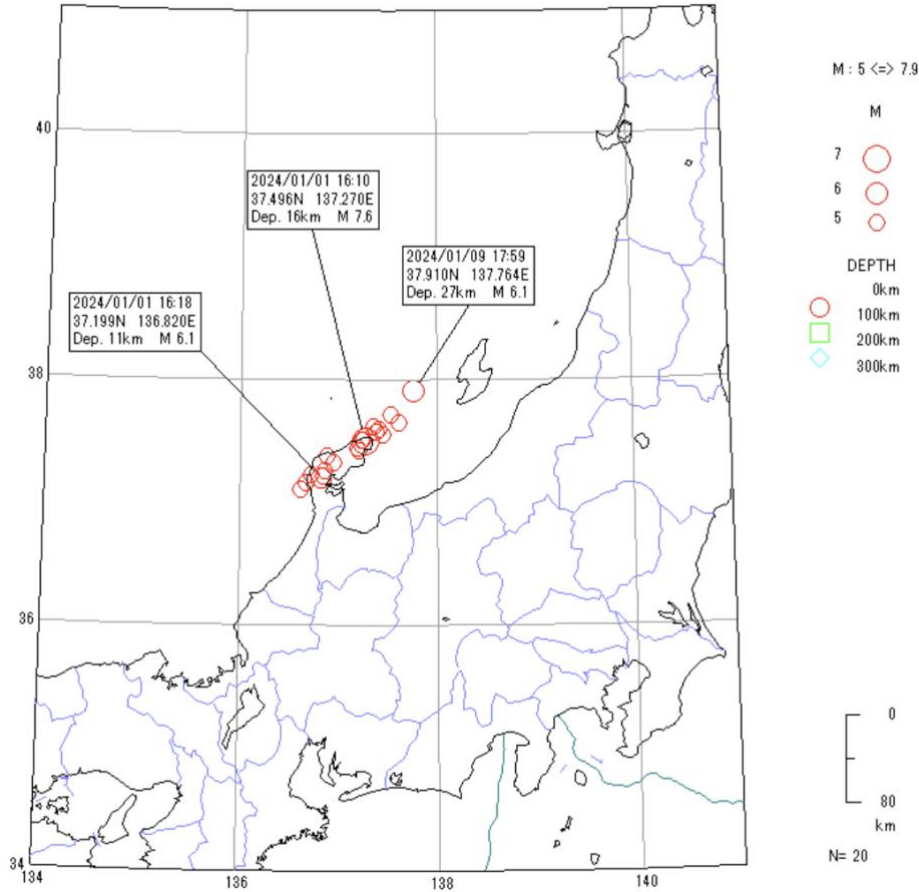 M : 5 <=> 7.9
M
7
6
5
DEPTH
0km
100km
200km
300km
40
38
36
34
134
136
138
140
2024/01/01 16:10
37.496N 137.270E
Dep. 16km M 7.6
2024/01/09 17:59
37.910N 137.764E
Dep. 27km M 6.1
2024/01/01 16:18
37.199N 136.820E
Dep. 11km M 6.1
0
80
km
N= 20